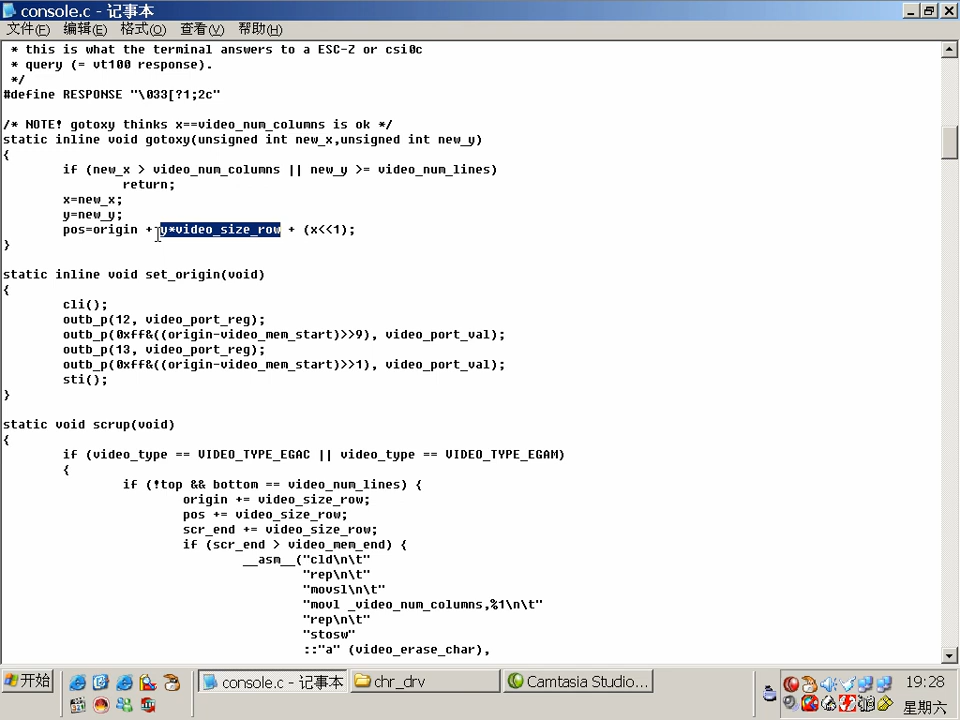 console.c - 记事本
文件(F) 编辑(E) 格式(O) 查看(V) 帮助(H)
 * this is what the terminal answers to a ESC-Z or csi0c
 * query (= vt100 response).
 */
#define RESPONSE "\033[?1;2c"
/* NOTE! gotoxy thinks x==video_num_columns is ok */
static inline void gotoxy(unsigned int new_x,unsigned int new_y)
{
        if (new_x > video_num_columns || new_y >= video_num_lines)
                return;
        x=new_x;
        y=new_y;
        pos=origin + y*video_size_row + (x<<1);
}
static inline void set_origin(void)
{
        cli();
        outb_p(12, video_port_reg);
        outb_p(0xff&((origin-video_mem_start)>>9), video_port_val);
        outb_p(13, video_port_reg);
        outb_p(0xff&((origin-video_mem_start)>>1), video_port_val);
        sti();
}
static void scrup(void)
{
        if (video_type == VIDEO_TYPE_EGAC || video_type == VIDEO_TYPE_EGAM)
        {
                if (!top && bottom == video_num_lines) {
                        origin += video_size_row;
                        pos += video_size_row;
                        scr_end += video_size_row;
                        if (scr_end > video_mem_end) {
                                __asm__("cld\n\t"
                                        "rep\n\t"
                                        "movsl\n\t"
                                        "movl _video_num_columns,%1\n\t"
                                        "rep\n\t"
                                        "stosw"
                                        ::"a" (video_erase_char),
开始 console.c - 记事本 chr_drv Camtasia Studio... 19:28
星期六